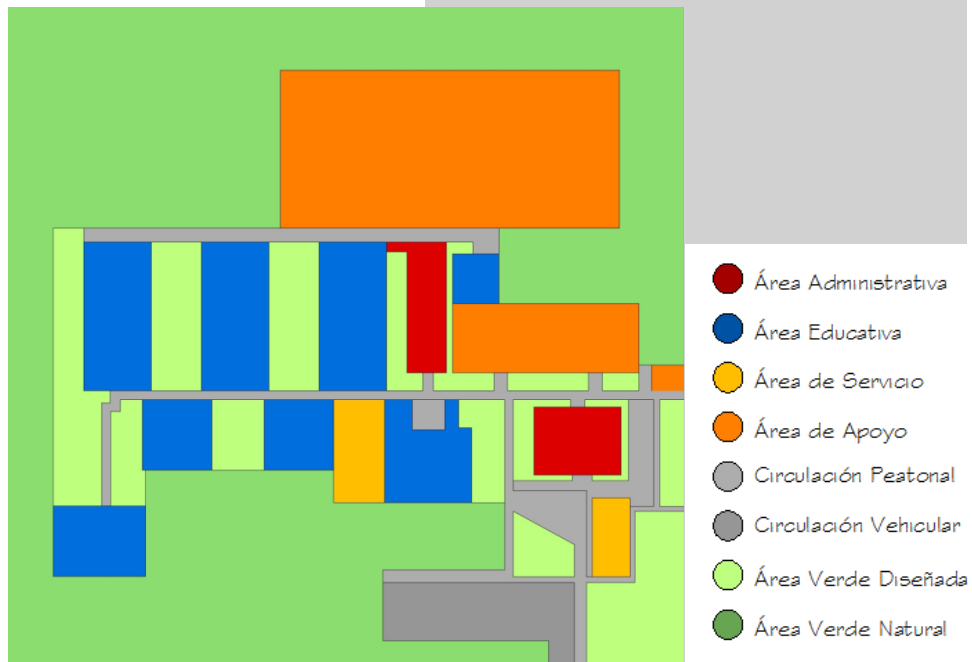 Área Administrativa
Área Educativa
Área de Servicio
Área de Apoyo
Circulación Peatonal
Circulación Vehicular
Área Verde Diseñada
Área Verde Natural